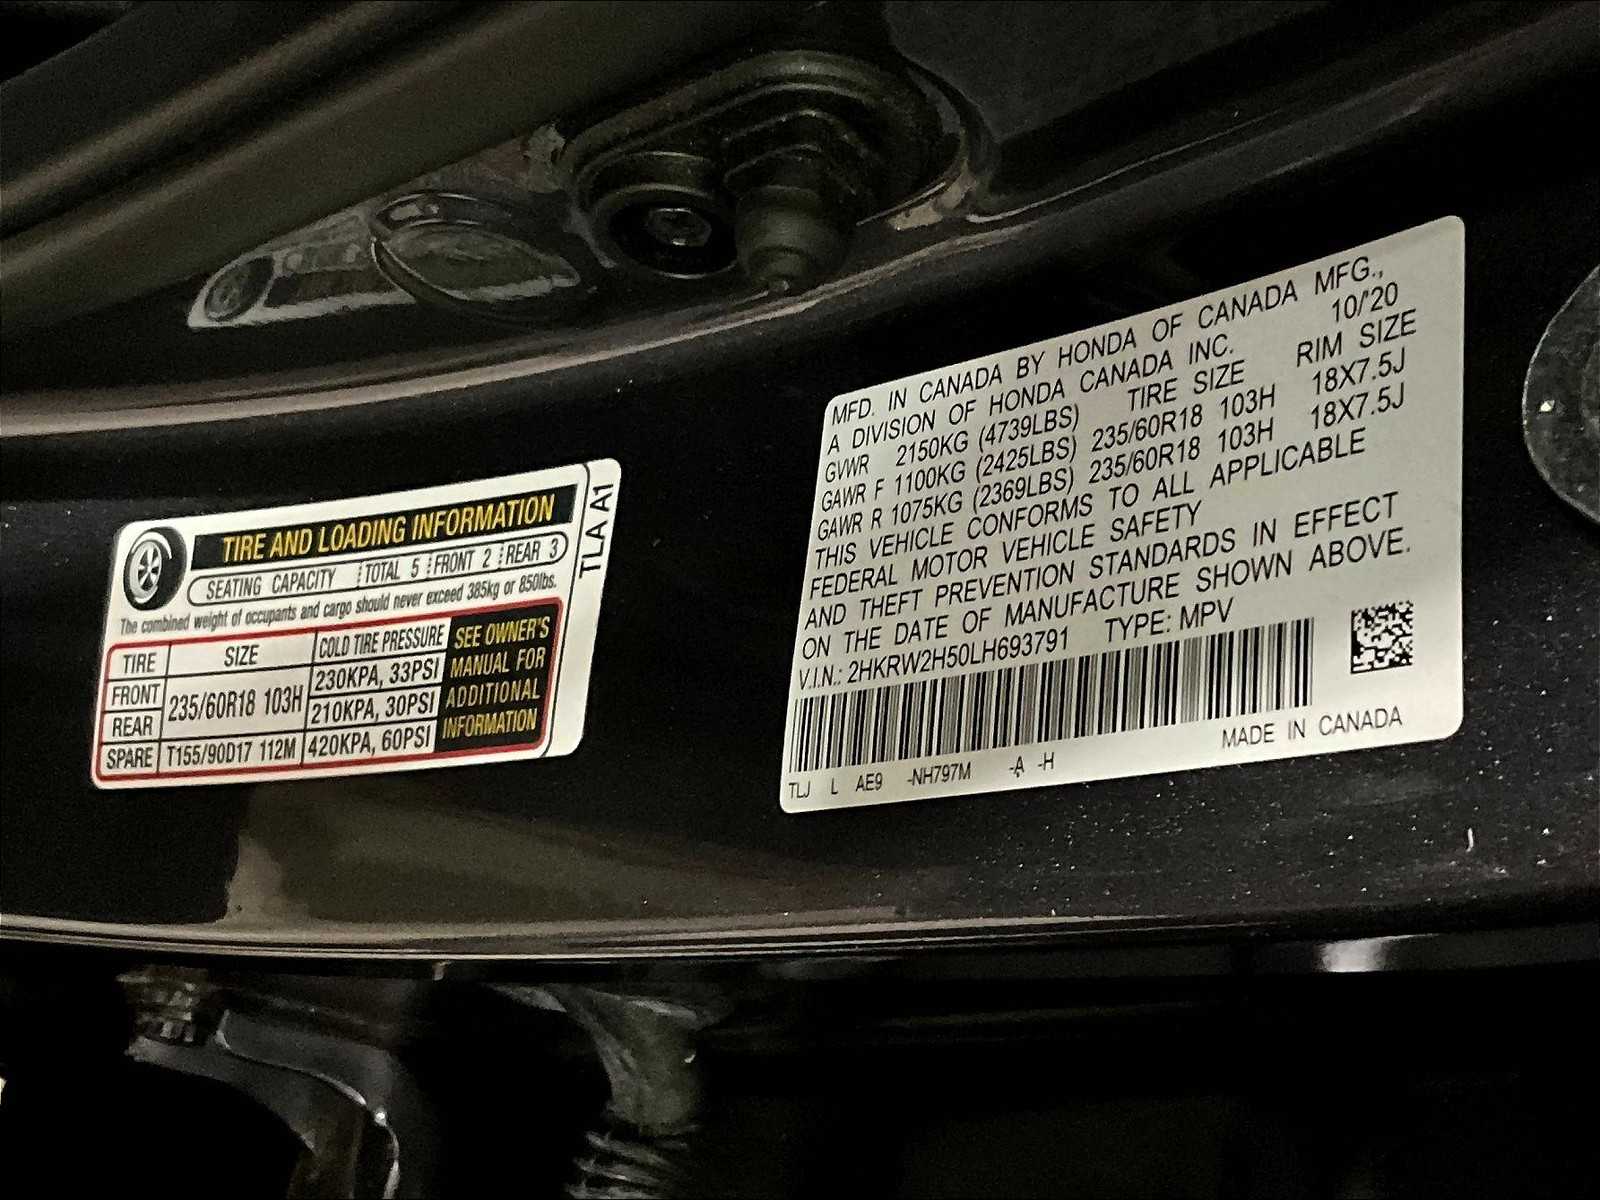 TIRE AND LOADING INFORMATION
TLA A1
SEATING CAPACITY TOTAL 5 FRONT 2 REAR 3
The combined weight of occupants and cargo should never exceed 385kg or 850lbs.
TIRE SIZE COLD TIRE PRESSURE SEE OWNER'S
FRONT 235/60R18 103H 230KPA, 33PSI MANUAL FOR
REAR 210KPA, 30PSI ADDITIONAL
SPARE T155/90D17 112M 420KPA, 60PSI INFORMATION
MFD. IN CANADA BY HONDA OF CANADA MFG.,
A DIVISION OF HONDA CANADA INC. 10/'20
GVWR 2150KG (4739LBS) TIRE SIZE RIM SIZE
GAWR F 1100KG (2425LBS) 235/60R18 103H 18X7.5J
GAWR R 1075KG (2369LBS) 235/60R18 103H 18X7.5J
THIS VEHICLE CONFORMS TO ALL APPLICABLE
FEDERAL MOTOR VEHICLE SAFETY
AND THEFT PREVENTION STANDARDS IN EFFECT
ON THE DATE OF MANUFACTURE SHOWN ABOVE.
V.I.N.: 2HKRW2H50LH693791 TYPE: MPV
MADE IN CANADA
TLJ L AE9 -NH797M -A -H